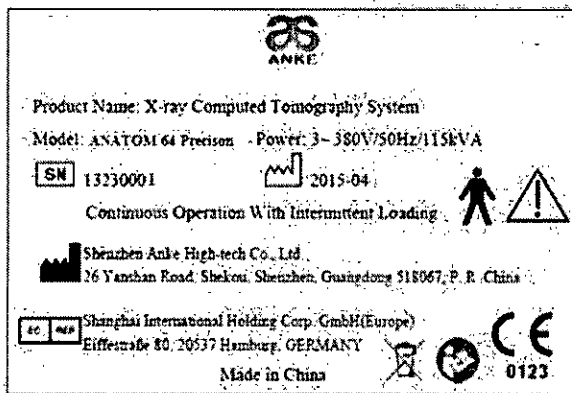 ANKE
Product Name: X-ray Computed Tomography System
Model: ANATOM 64 Precison Power: 3~380V/50Hz/115kVA
SN 13230001 2015-04
Continuous Operation With Intermittent Loading
Shenzhen Anke High-tech Co., Ltd.
26 Yanshan Road, Shekou, Shenzhen, Guangdong 518067, P. R. China
EC REP
Shanghai International Holding Corp. GmbH(Europe)
Eiffestraße 80, 20537 Hamburg, GERMANY
Made in China
CE
0123